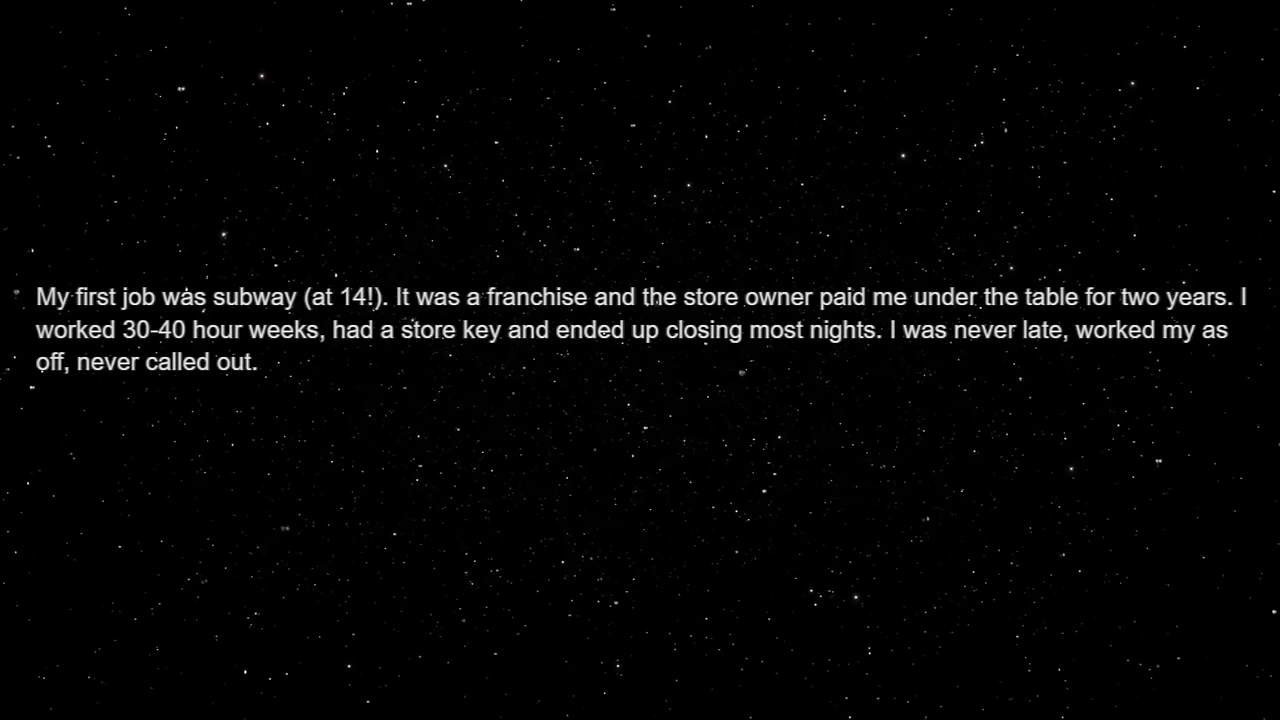 My first job was subway (at 14!). It was a franchise and the store owner paid me under the table for two years. I
worked 30-40 hour weeks, had a store key and ended up closing most nights. I was never late, worked my as
off, never called out.